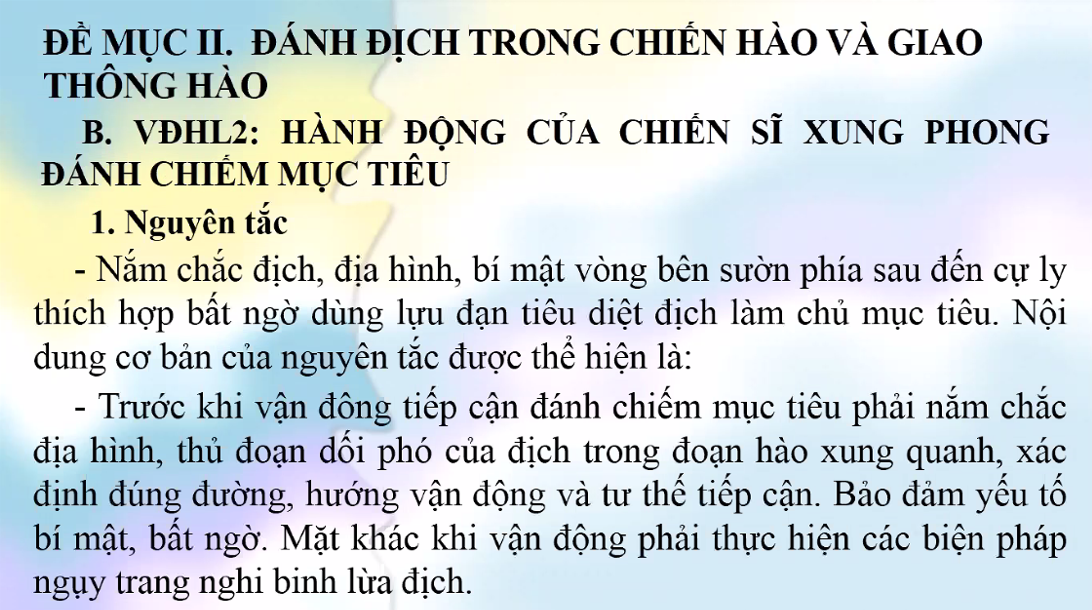 ĐỀ MỤC II. ĐÁNH ĐỊCH TRONG CHIẾN HÀO VÀ GIAO
THÔNG HÀO
B. VĐHL2: HÀNH ĐỘNG CỦA CHIẾN SĨ XUNG PHONG
ĐÁNH CHIẾM MỤC TIÊU
1. Nguyên tắc
- Nắm chắc địch, địa hình, bí mật vòng bên sườn phía sau đến cự ly
thích hợp bất ngờ dùng lựu đạn tiêu diệt địch làm chủ mục tiêu. Nội
dung cơ bản của nguyên tắc được thể hiện là:
- Trước khi vận đông tiếp cận đánh chiếm mục tiêu phải nắm chắc
địa hình, thủ đoạn dối phó của địch trong đoạn hào xung quanh, xác
định đúng đường, hướng vận động và tư thế tiếp cận. Bảo đảm yếu tố
bí mật, bất ngờ. Mặt khác khi vận động phải thực hiện các biện pháp
ngụy trang nghi binh lừa địch.